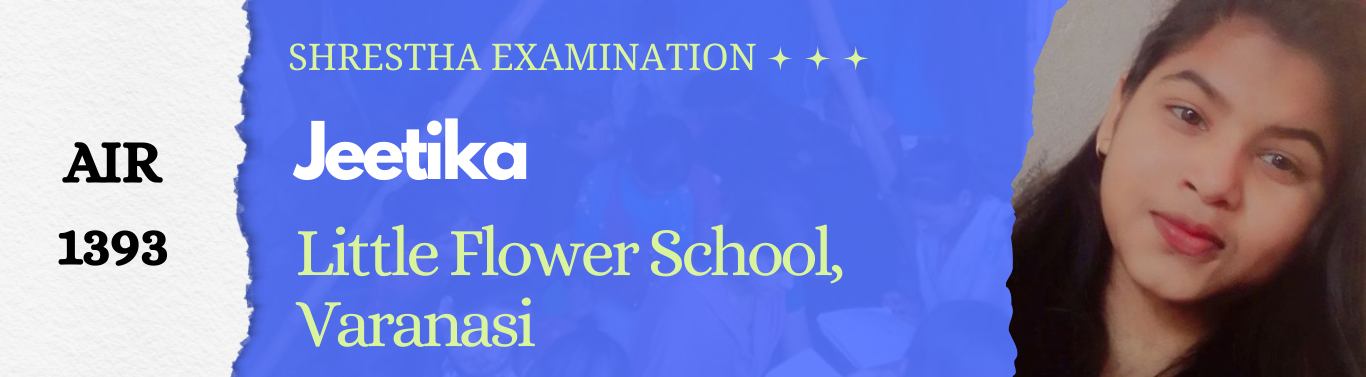 AIR
1393
SHRESTHA EXAMINATION ✦ ✦ ✦
Jeetika
Little Flower School,
Varanasi